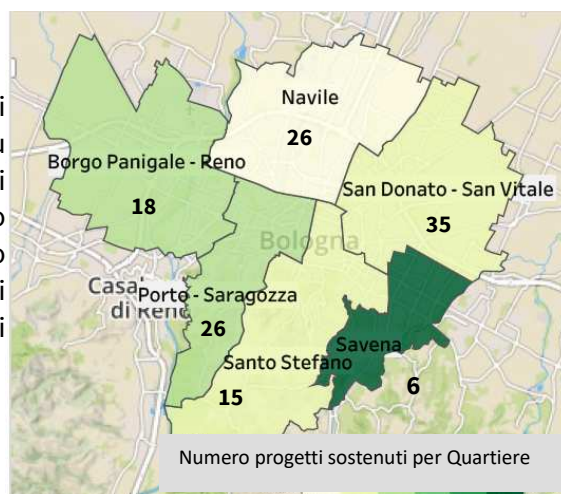 i
u
Navile
26
i
Borgo Panigale - Reno
18
San Donato - San Vitale
35
o
o
Bologna
i
Porto - Saragozza
26
i
di Reno
Savena
Santo Stefano
6
15
Numero progetti sostenuti per Quartiere